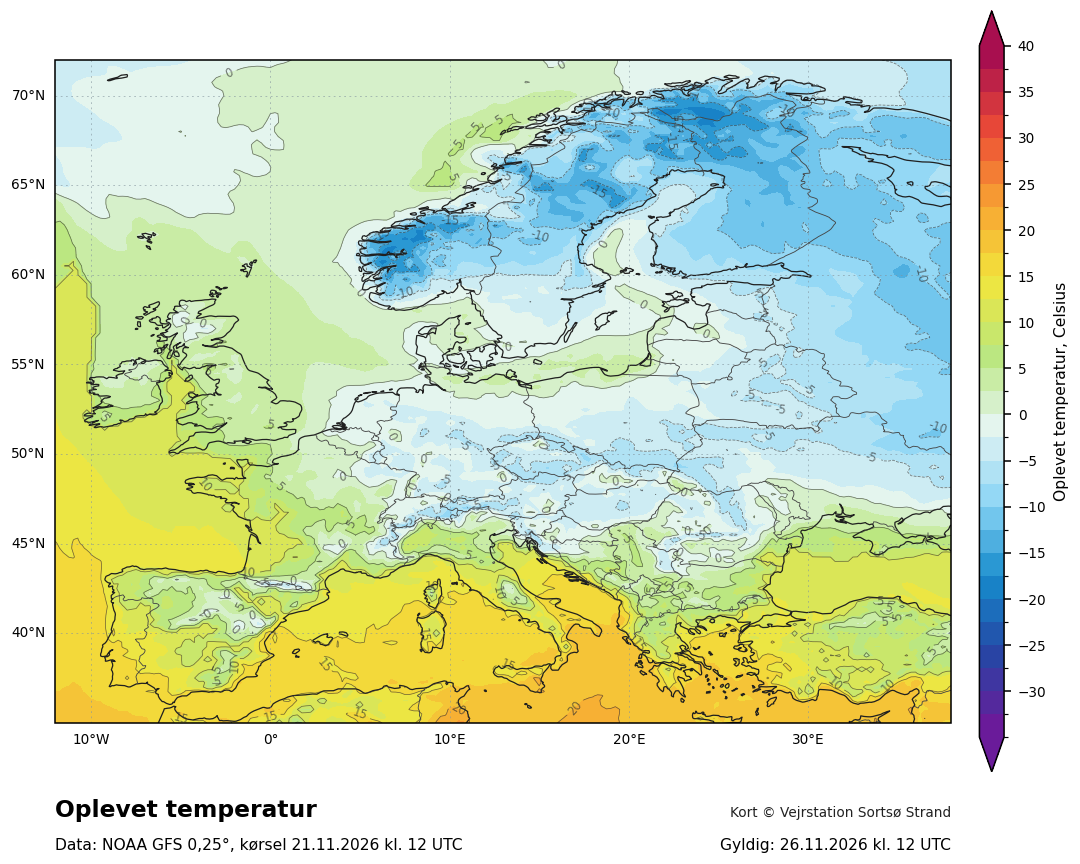 70°N
65°N
60°N
55°N
50°N
45°N
40°N
10°W
0°
10°E
20°E
30°E
40
35
30
25
20
15
10
5
0
−5
−10
−15
−20
−25
−30
Oplevet temperatur, Celsius
Oplevet temperatur
Kort © Vejrstation Sortsø Strand
Data: NOAA GFS 0,25°, kørsel 21.11.2026 kl. 12 UTC
Gyldig: 26.11.2026 kl. 12 UTC